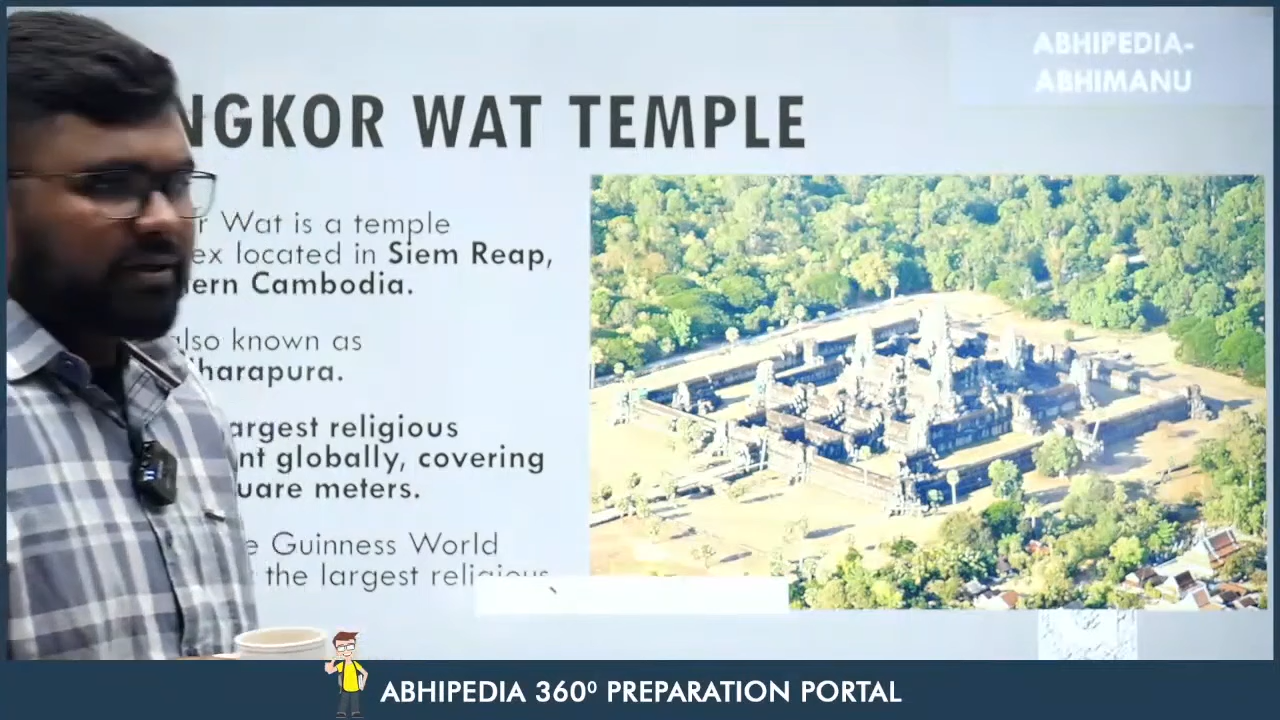 ABHIPEDIA-
ABHIMANU
NGKOR WAT TEMPLE
r Wat is a temple
ex located in Siem Reap,
ern Cambodia.
also known as
harapura.
argest religious
nt globally, covering
uare meters.
e Guinness World
the largest religious
ABHIPEDIA 360⁰ PREPARATION PORTAL